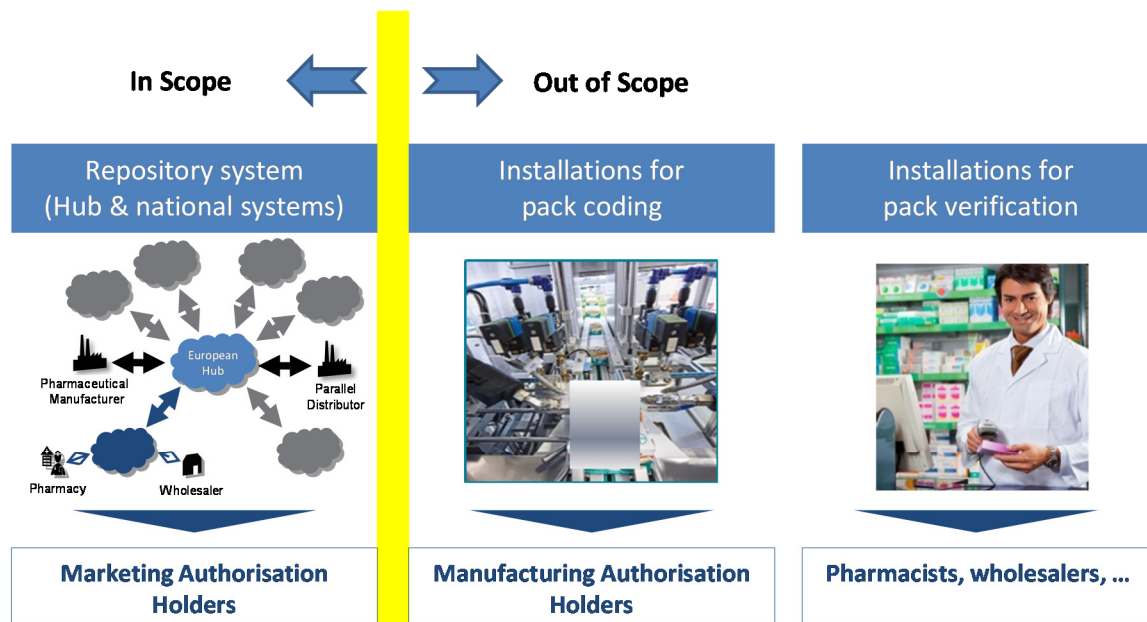 In Scope
Out of Scope
Repository system
(Hub & national systems)
Installations for
pack coding
Installations for
pack verification
European
Hub
Pharmaceutical
Manufacturer
Parallel
Distributor
Pharmacy
Wholesaler
Marketing Authorisation
Holders
Manufacturing Authorisation
Holders
Pharmacists, wholesalers, ...